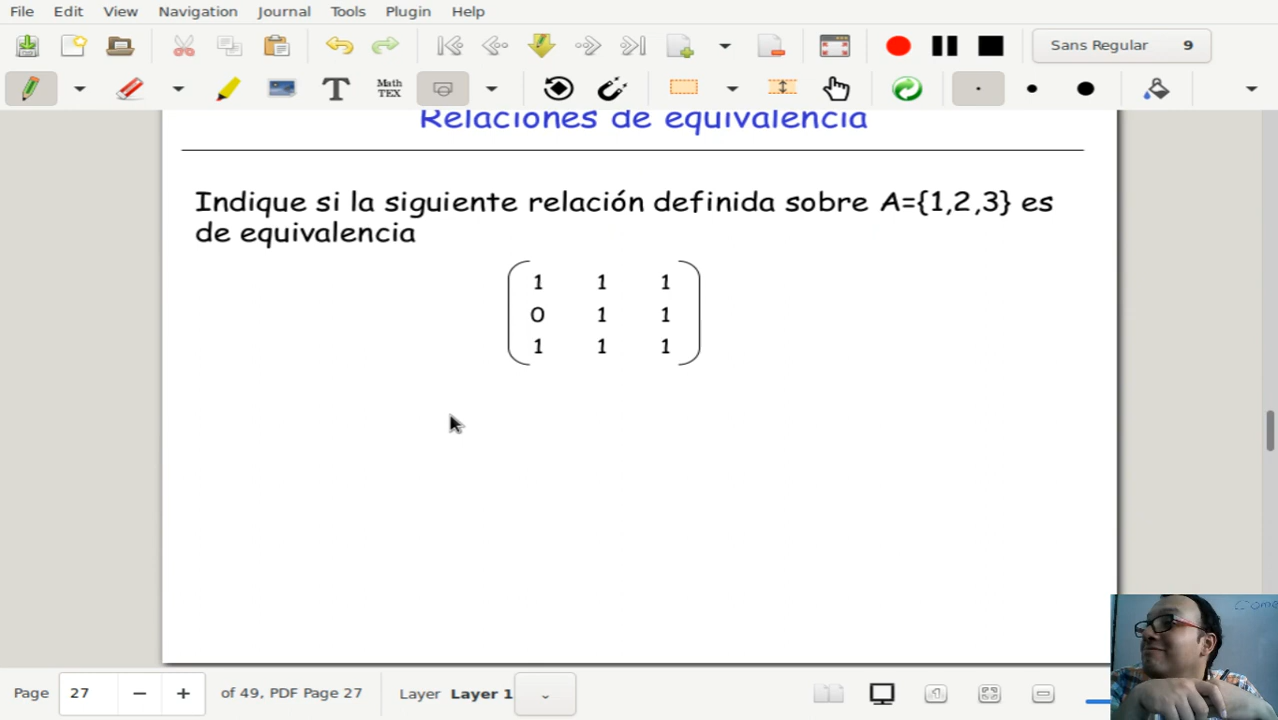 File Edit View Navigation Journal Tools Plugin Help
Sans Regular 9
T Math TEX
Relaciones de equivalencia
Indique si la siguiente relación definida sobre A={1,2,3} es
de equivalencia
1 1 1
0 1 1
1 1 1
Page 27 of 49, PDF Page 27 Layer Layer 1